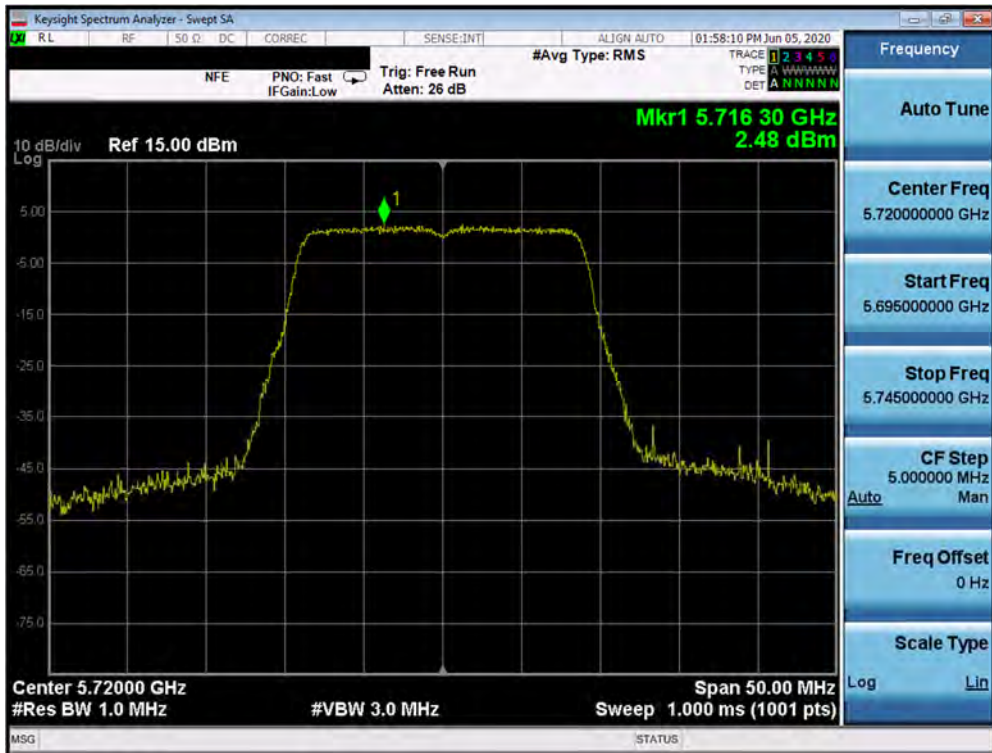 Keysight Spectrum Analyzer - Swept SA
LXI RL RF 50 Ω DC CORREC SENSE:INT ALIGN AUTO 01:58:10 PM Jun 05, 2020
#Avg Type: RMS TRACE 1 2 3 4 5 6
NFE PNO: Fast Trig: Free Run TYPE A WWWWW
IFGain:Low Atten: 26 dB DET A N N N N N
Mkr1 5.716 30 GHz
2.48 dBm
10 dB/div Ref 15.00 dBm
Log
1
5.00
-5.00
-15.0
-25.0
-35.0
-45.0
-55.0
-65.0
-75.0
Center 5.72000 GHz Span 50.00 MHz
#Res BW 1.0 MHz #VBW 3.0 MHz Sweep 1.000 ms (1001 pts)
MSG STATUS
Frequency
Auto Tune
Center Freq
5.720000000 GHz
Start Freq
5.695000000 GHz
Stop Freq
5.745000000 GHz
CF Step
5.000000 MHz
Auto Man
Freq Offset
0 Hz
Scale Type
Log Lin